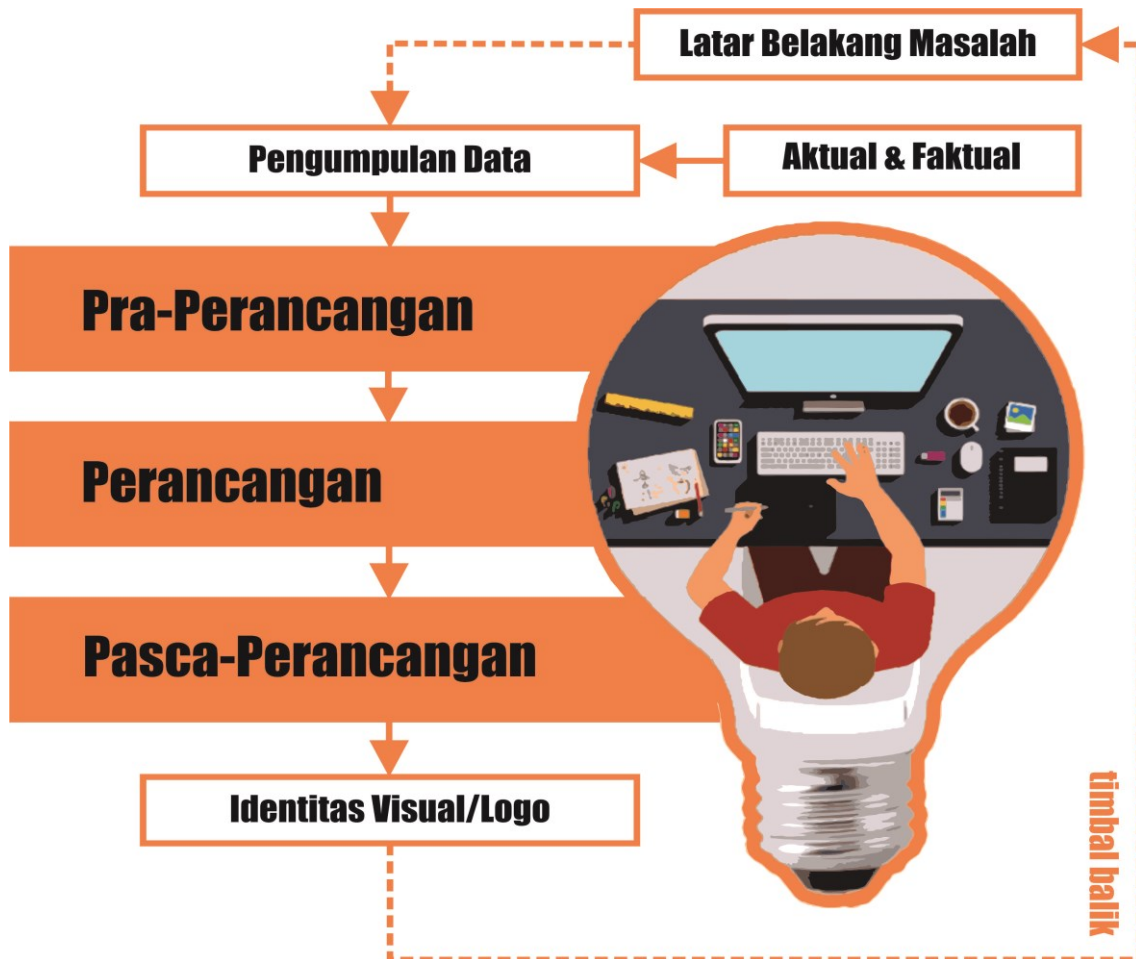 Latar Belakang Masalah
Pengumpulan Data
Aktual & Faktual
Pra-Perancangan
Perancangan
Pasca-Perancangan
Identitas Visual/Logo
timbal balik